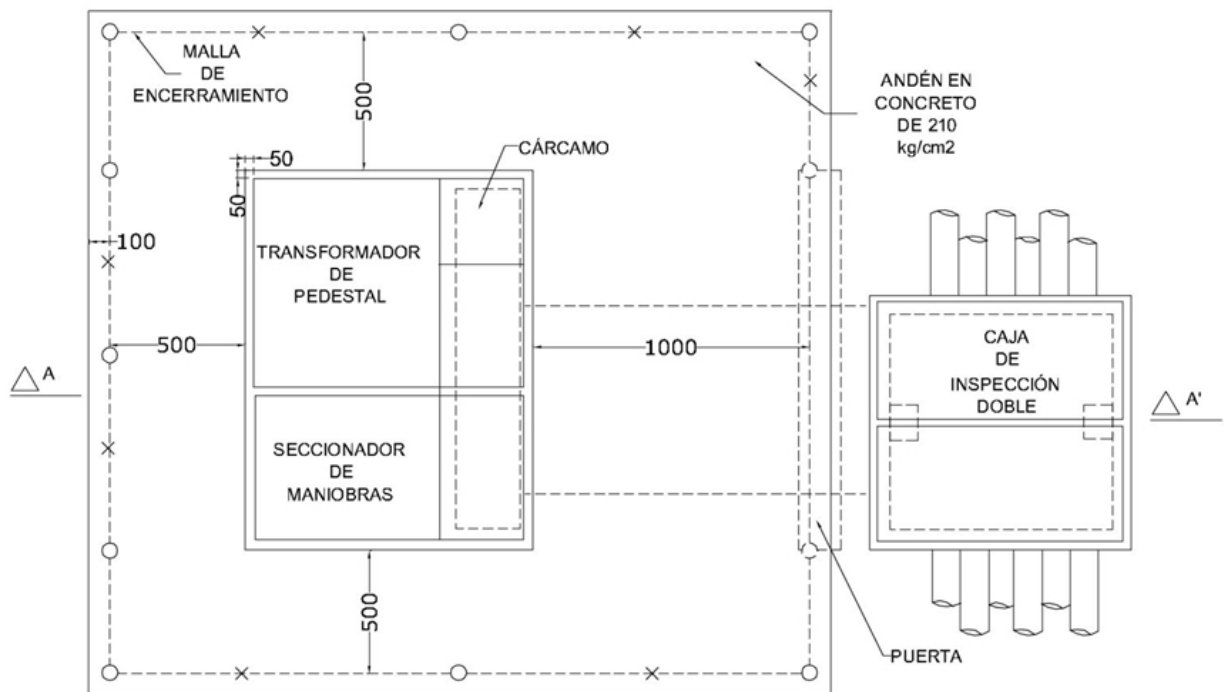 MALLA
DE
ENCERRAMIENTO
500
ANDÉN EN
CONCRETO
DE 210
kg/cm2
50
CÁRCAMO
50
100
TRANSFORMADOR
DE
PEDESTAL
500
1000
CAJA
DE
INSPECCIÓN
DOBLE
A
A'
SECCIONADOR
DE
MANIOBRAS
500
PUERTA